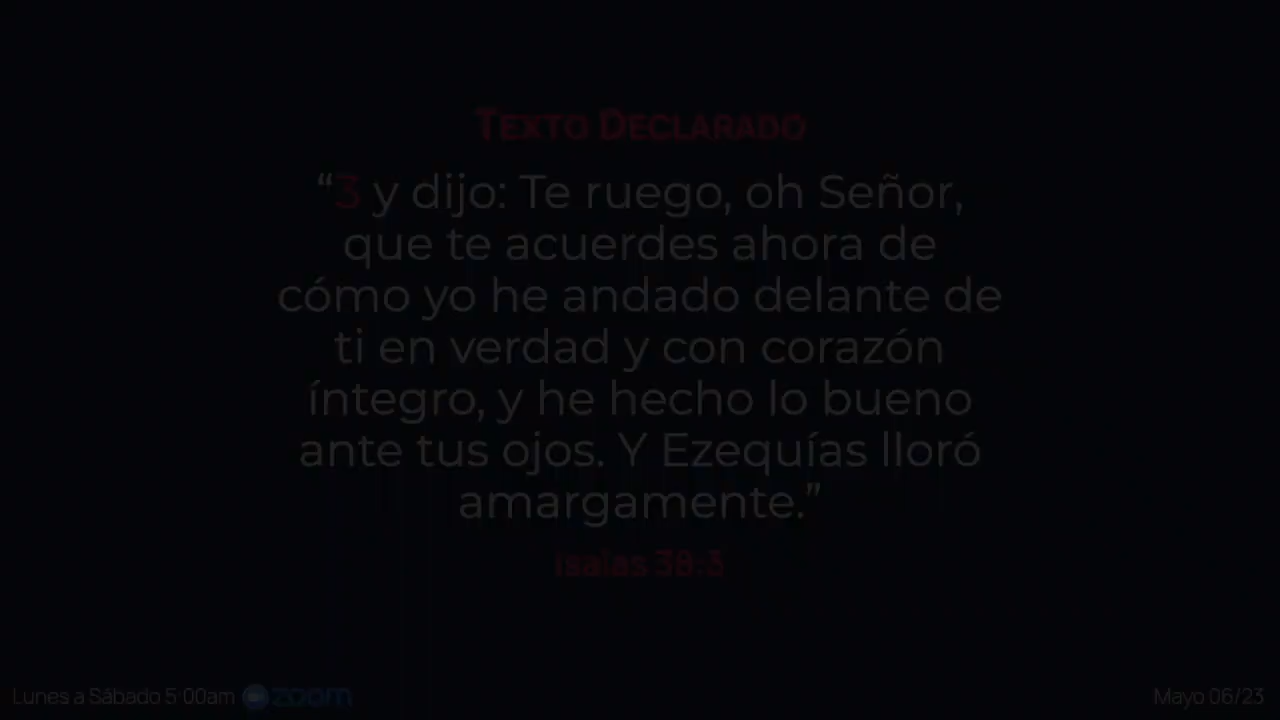 TEXTO DECLARADO
“3 y dijo: Te ruego, oh Señor,
que te acuerdes ahora de
cómo yo he andado delante de
ti en verdad y con corazón
íntegro, y he hecho lo bueno
ante tus ojos. Y Ezequías lloró
amargamente.”
Isaías 38:3
Lunes a Sábado 5:00am zoom
Mayo 06/23